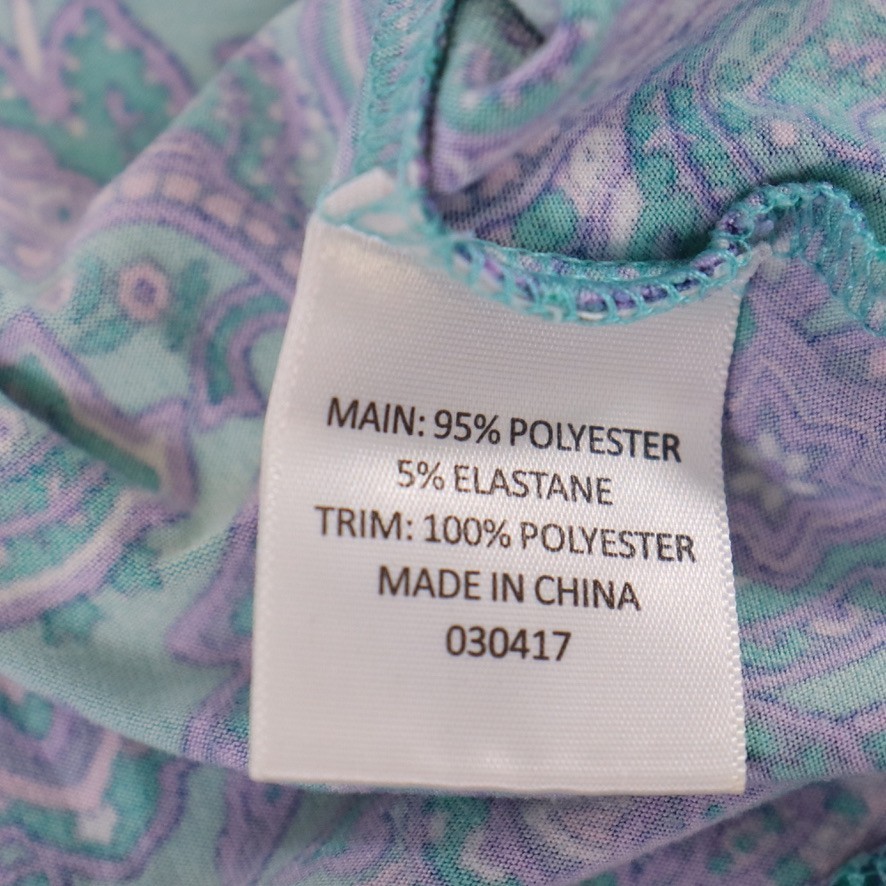 MAIN: 95% POLYESTER
5% ELASTANE
TRIM: 100% POLYESTER
MADE IN CHINA
030417